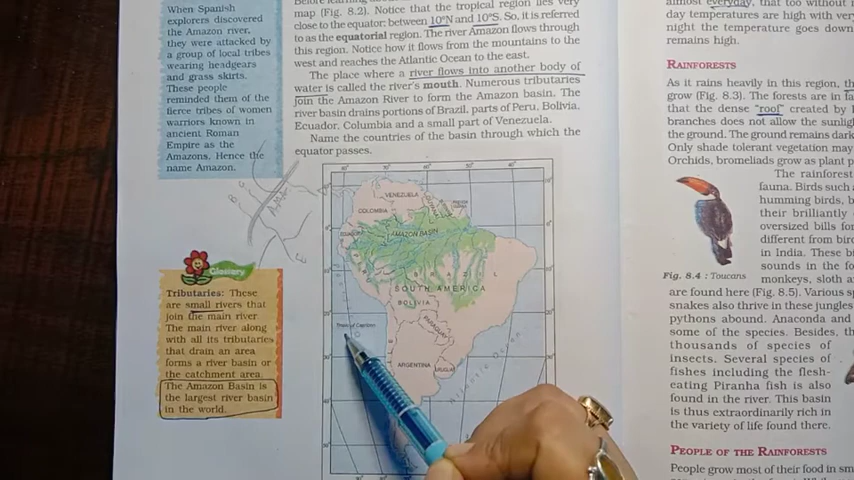 When Spanish
explorers discovered
the Amazon river,
they were attacked by
a group of local tribes
wearing headgears
and grass skirts.
These people
reminded them of the
fierce tribes of women
warriors known in
ancient Roman
Empire as the
Amazons. Hence the
name Amazon.
Glossary
Tributaries: These
are small rivers that
join the main river.
The main river along
with all its tributaries
that drain an area
forms a river basin or
the catchment area.
The Amazon Basin is
the largest river basin
in the world.
map (Fig. 8.2). Notice that the tropical region lies very
close to the equator; between 10°N and 10°S. So, it is referred
to as the equatorial region. The river Amazon flows through
this region. Notice how it flows from the mountains to the
west and reaches the Atlantic Ocean to the east.
The place where a river flows into another body of
water is called the river's mouth. Numerous tributaries
join the Amazon River to form the Amazon basin. The
river basin drains portions of Brazil, parts of Peru, Bolivia,
Ecuador, Columbia and a small part of Venezuela.
Name the countries of the basin through which the
equator passes.
VENEZUELA
COLOMBIA
AMAZON BASIN
BRAZIL
SOUTH AMERICA
BOLIVIA
PARAGUAY
Tropic of Capricorn
ARGENTINA
Atlantic Ocean
almost everyday, that too without
day temperatures are high with very
night the temperature goes down
remains high.
RAINFORESTS
As it rains heavily in this region,
grow (Fig. 8.3). The forests are in
that the dense "roof" created by
branches does not allow the
the ground. The ground remains
Only shade tolerant vegetation may
Orchids, bromeliads grow as plant
The rainforest
fauna. Birds such
humming birds,
their brilliantly
oversized bills for
different from
in India. These
sounds in the
Fig. 8.4 : Toucans
monkeys, sloth
are found here (Fig. 8.5). Various
snakes also thrive in these jungles
pythons abound. Anaconda and
some of the species. Besides,
thousands of species of
insects. Several species of
fishes including the flesh-
eating Piranha fish is also
found in the river. This basin
is thus extraordinarily rich in
the variety of life found there.
PEOPLE OF THE RAINFORESTS
People grow most of their food in